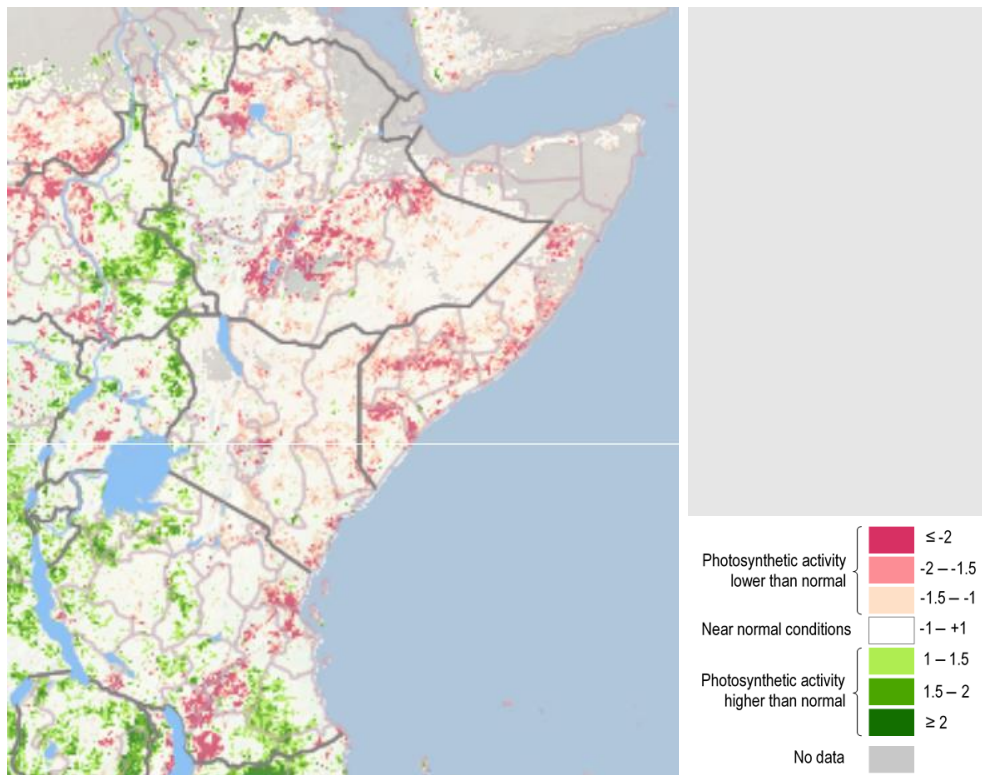 ≤ -2
Photosynthetic activity
lower than normal
-2 – -1.5
-1.5 – -1
Near normal conditions
-1 – +1
Photosynthetic activity
higher than normal
1 – 1.5
1.5 – 2
≥ 2
No data